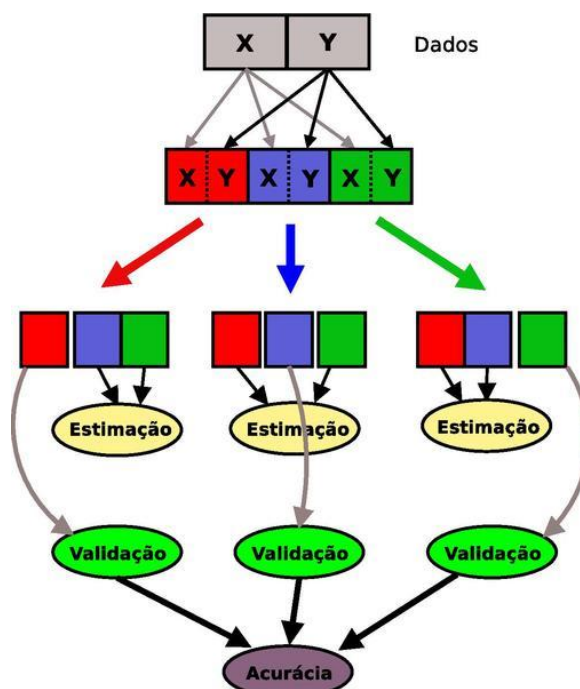 X Y Dados
X Y X Y X Y
Estimação Estimação Estimação
Validação Validação Validação
Acurácia